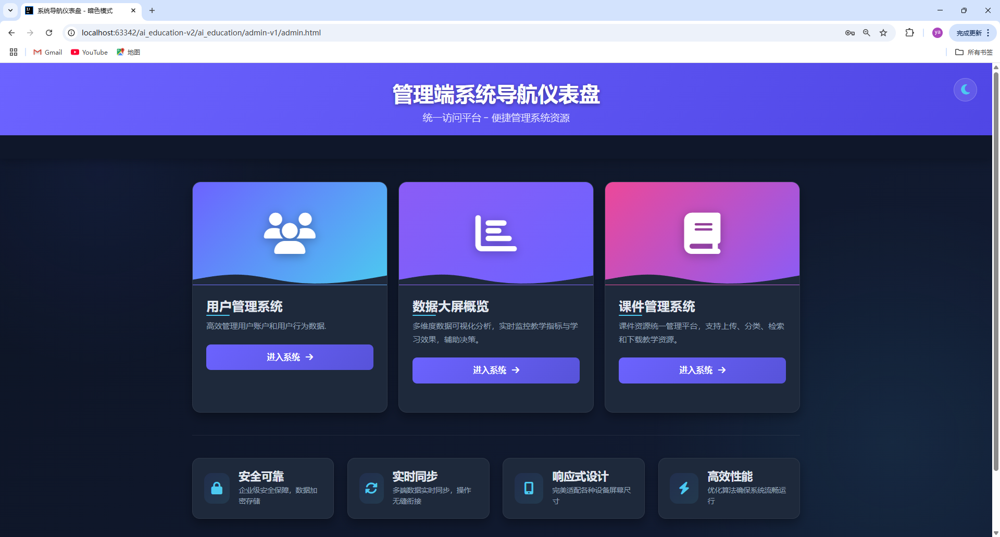 系统导航仪表盘 - 暗色模式
localhost:63342/ai_education-v2/ai_education/admin-v1/admin.html
ya
完成更新
Gmail
YouTube
地图
所有书签
管理端系统导航仪表盘
统一访问平台 - 便捷管理系统资源
用户管理系统
高效管理用户账户和用户行为数据.
进入系统
数据大屏概览
多维度数据可视化分析，实时监控教学指标与学
习效果，辅助决策。
进入系统
课件管理系统
课件资源统一管理平台，支持上传、分类、检索
和下载教学资源。
进入系统
安全可靠
企业级安全保障，数据加
密存储
实时同步
多端数据实时同步，操作
无缝衔接
响应式设计
完美适配各种设备屏幕尺
寸
高效性能
优化算法确保系统流畅运
行